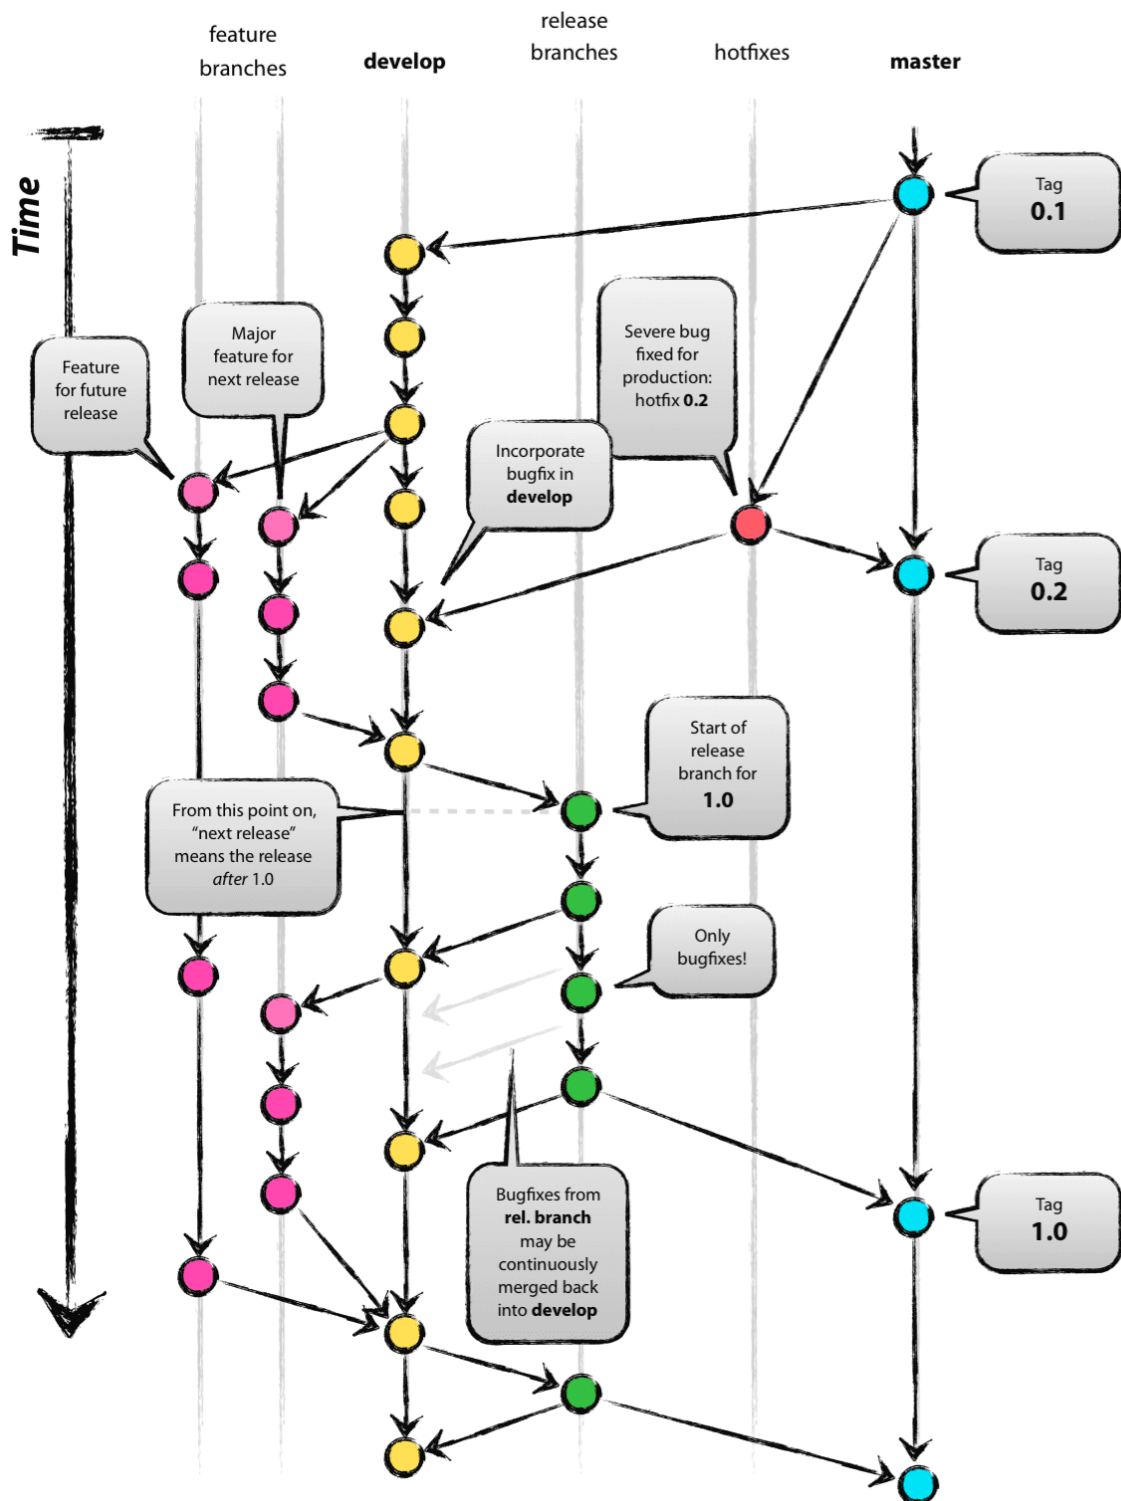 feature
branches
develop
release
branches
hotfixes
master
Time
Tag
0.1
Major
feature for
next release
Feature
for future
release
Severe bug
fixed for
production:
hotfix 0.2
Incorporate
bugfix in
develop
Tag
0.2
Start of
release
branch for
1.0
From this point on,
“next release”
means the release
after 1.0
Only
bugfixes!
Bugfixes from
rel. branch
may be
continuously
merged back
into develop
Tag
1.0